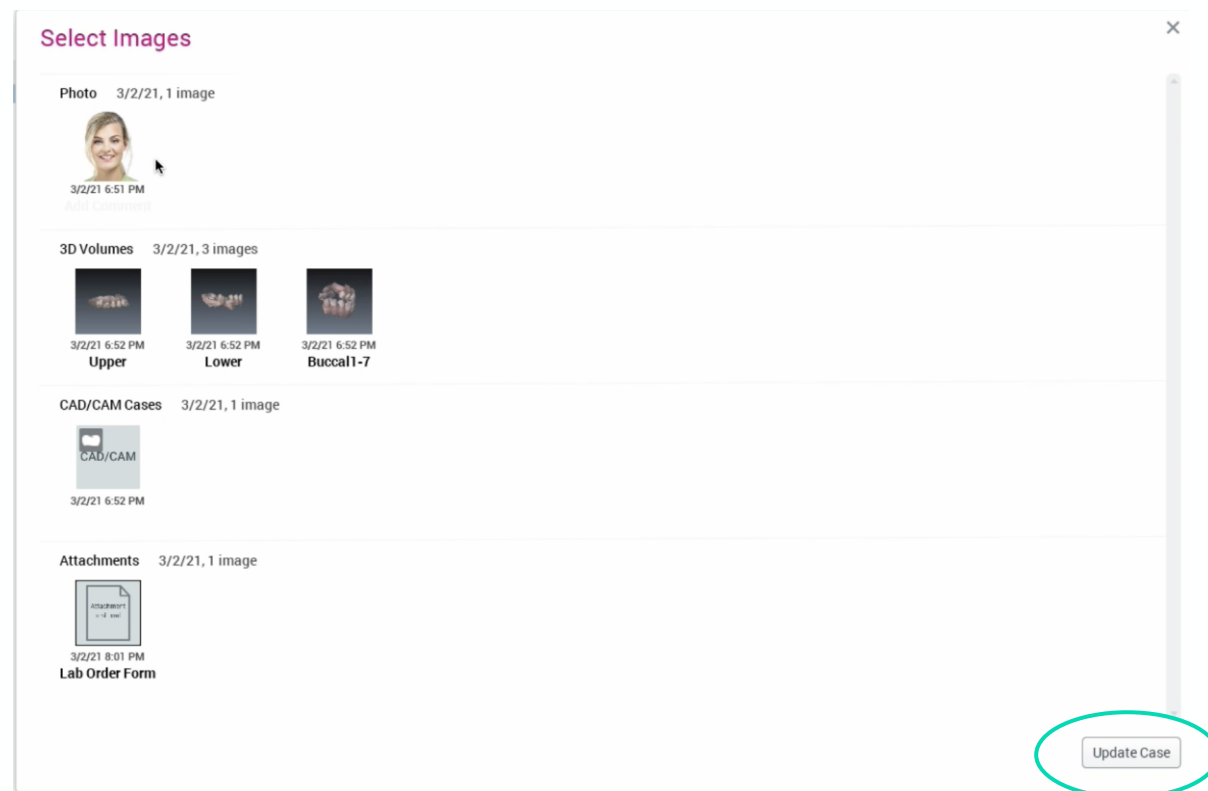 Select Images
×
Photo 3/2/21, 1 image
3/2/21 6:51 PM
Add Comment
3D Volumes 3/2/21, 3 images
3/2/21 6:52 PM 3/2/21 6:52 PM 3/2/21 6:52 PM
Upper Lower Buccal1-7
CAD/CAM Cases 3/2/21, 1 image
CAD/CAM
3/2/21 6:52 PM
Attachments 3/2/21, 1 image
Attachment
3/2/21 8:01 PM
Lab Order Form
Update Case